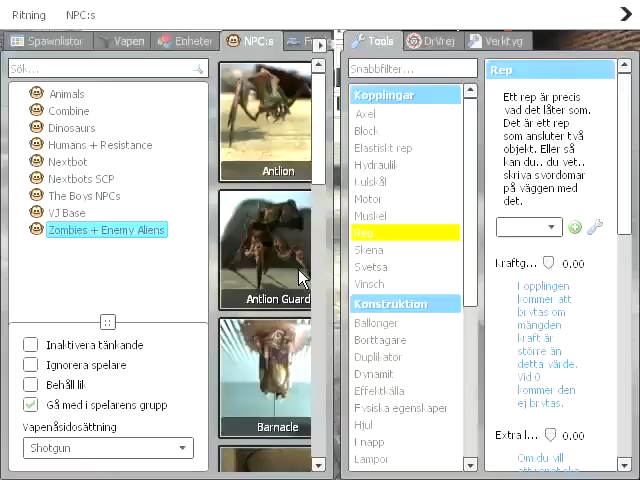 Ritning NPC:s
Spawnlistor Vapen Enheter NPC:s
Sök...
Animals
Combine
Dinosaurs
Humans + Resistance
Nextbot
Nextbots SCP
The Boys NPCs
VJ Base
Zombies + Enemy Aliens
Inaktivera tänkande
Ignorera spelare
Behåll lik
Gå med i spelarens grupp
Vapenåsidosättning
Shotgun
Antlion
Antlion Guard
Barnacle
Tools DrVrej Verktyg
Snabbfilter...
Kopplingar
Axel
Block
Elastiskt rep
Hydraulik
Kulskål
Motor
Muskel
Rep
Skena
Svetsa
Vinsch
Konstruktion
Ballonger
Borttagare
Duplikator
Dynamit
Effektkälla
Fysiska egenskaper
Hjul
Knapp
Lampor
Rep
Ett rep är precis
vad det låter som.
Det är ett rep
som ansluter två
objekt. Eller så
kan du.. du vet..
skriva svordomar
på väggen med
det.
Kraftg... 0.00
Kopplingen
kommer att
brytas om
mängden
kraft är
större än
detta värde.
Vid 0
kommer den
ej brytas.
Extra l... 0.00
Om du vill